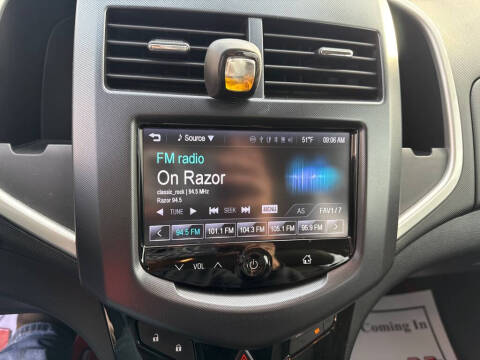 ♪ Source ▼ 51°F 09:06 AM
FM radio
On Razor
classic_rock | 94.5 MHz
Razor 94.5
◀ TUNE ▶ |◀◀ SEEK ▶▶| MENU AS FAV1/7
< 94.5 FM 101.1 FM 104.3 FM 105.1 FM 95.9 FM >
VOL
Coming in